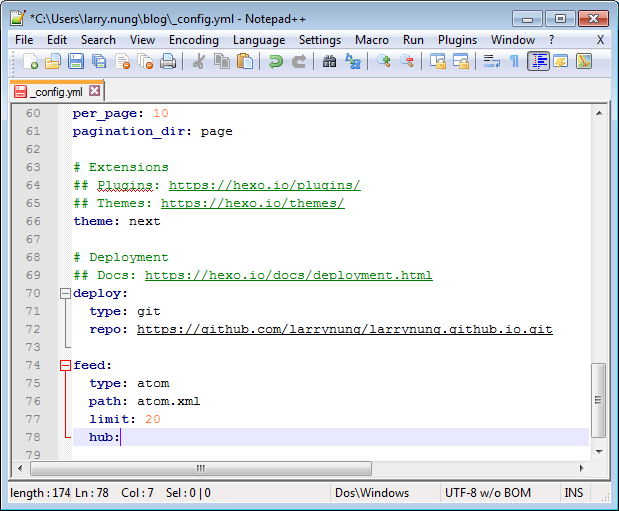 *C:\Users\larry.nung\blog\_config.yml - Notepad++
File Edit Search View Encoding Language Settings Macro Run Plugins Window ? X
_config.yml
60 per_page: 10
61 pagination_dir: page
62
63 # Extensions
64 ## Plugins: https://hexo.io/plugins/
65 ## Themes: https://hexo.io/themes/
66 theme: next
67
68 # Deployment
69 ## Docs: https://hexo.io/docs/deployment.html
70 deploy:
71 type: git
72 repo: https://github.com/larrynung/larrynung.github.io.git
73
74 feed:
75 type: atom
76 path: atom.xml
77 limit: 20
78 hub:
79
length : 174 Ln : 78 Col : 7 Sel : 0 | 0 Dos\Windows UTF-8 w/o BOM INS